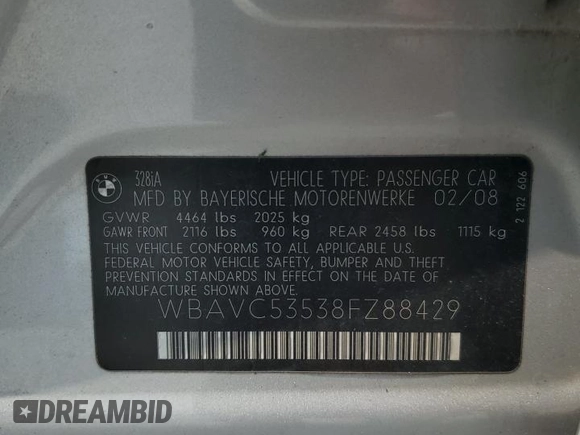 BMW
328iA
VEHICLE TYPE: PASSENGER CAR
MFD BY BAYERISCHE MOTORENWERKE 02/08
GVWR 4464 lbs 2025 kg
GAWR FRONT 2116 lbs 960 kg REAR 2458 lbs 1115 kg
THIS VEHICLE CONFORMS TO ALL APPLICABLE U.S.
FEDERAL MOTOR VEHICLE SAFETY, BUMPER AND THEFT
PREVENTION STANDARDS IN EFFECT ON THE DATE OF
MANUFACTURE SHOWN ABOVE.
WBAVC53538FZ88429
2 122 606
DREAMBID